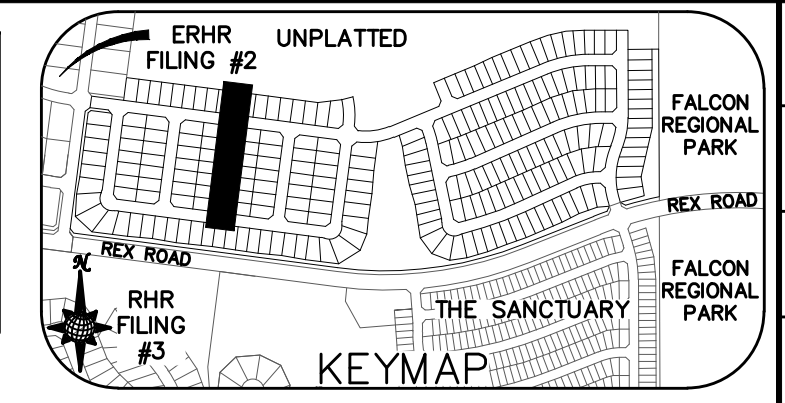 ERHR
FILING #2
UNPLATTED
FALCON
REGIONAL
PARK
REX ROAD
REX ROAD
N
RHR
FILING
#3
THE SANCTUARY
FALCON
REGIONAL
PARK
KEYMAP